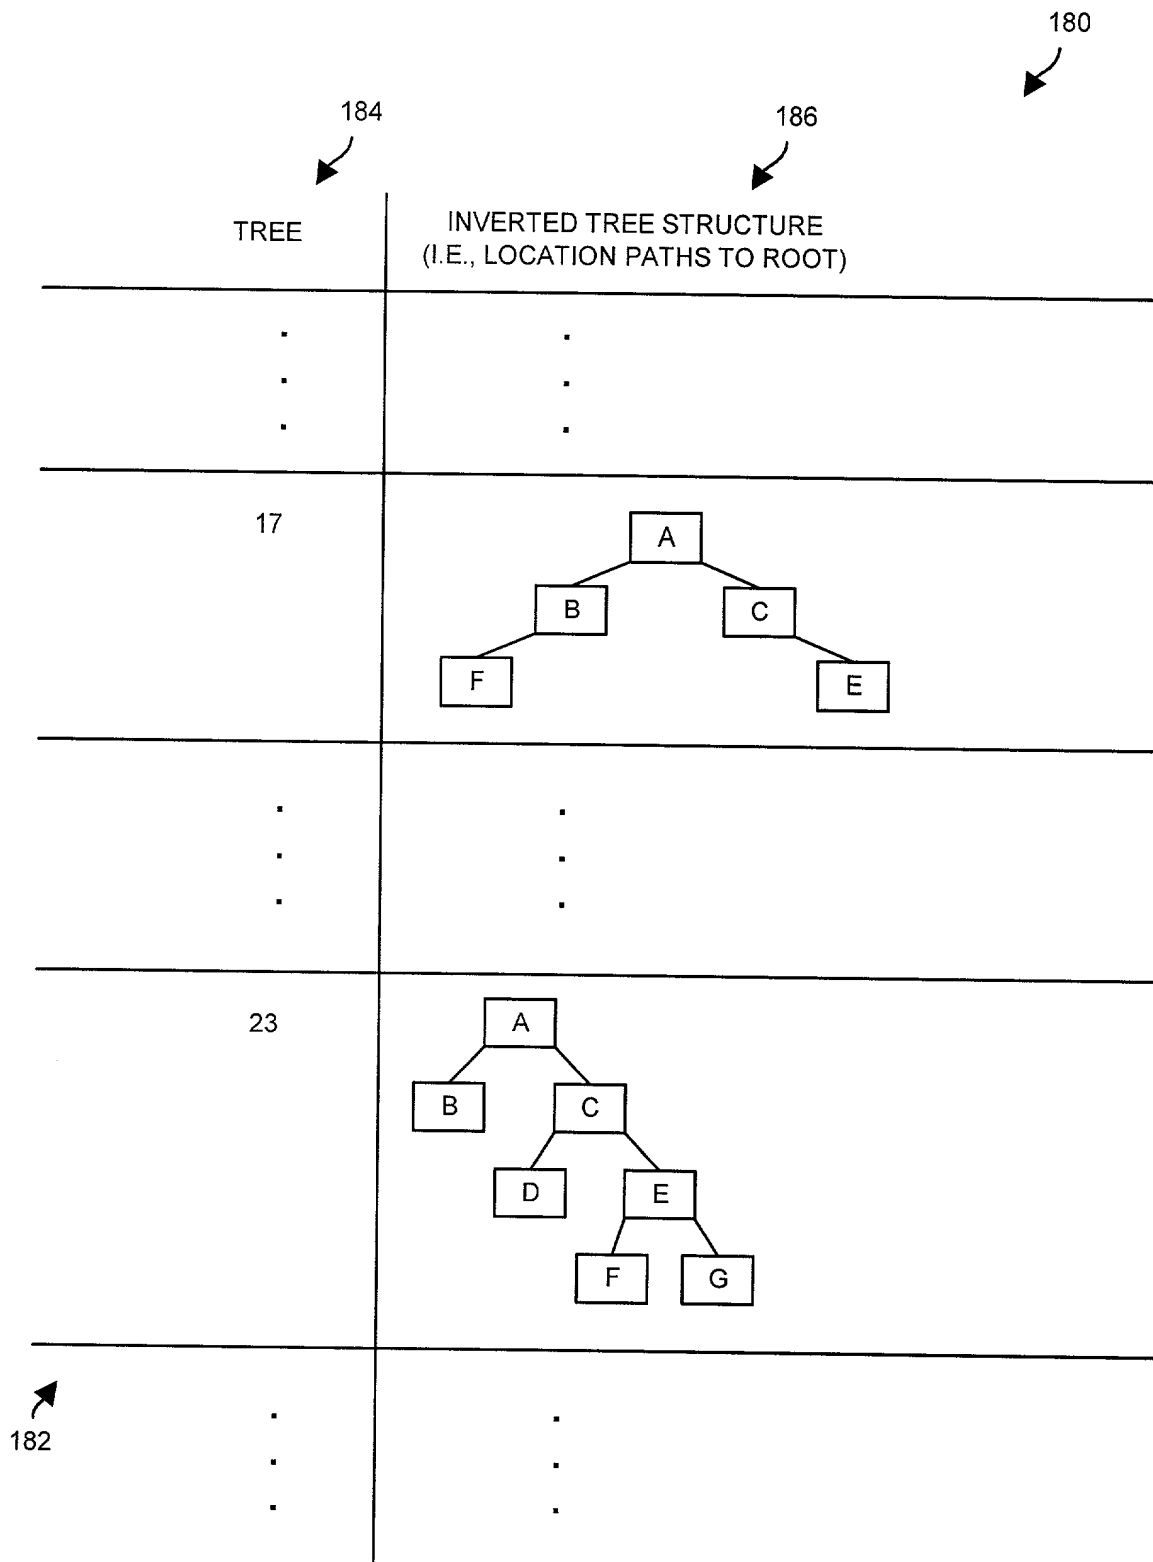 180
184
186
TREE
INVERTED TREE STRUCTURE
(I.E., LOCATION PATHS TO ROOT)
17
A
B
C
F
E
23
A
B
C
D
E
F
G
182